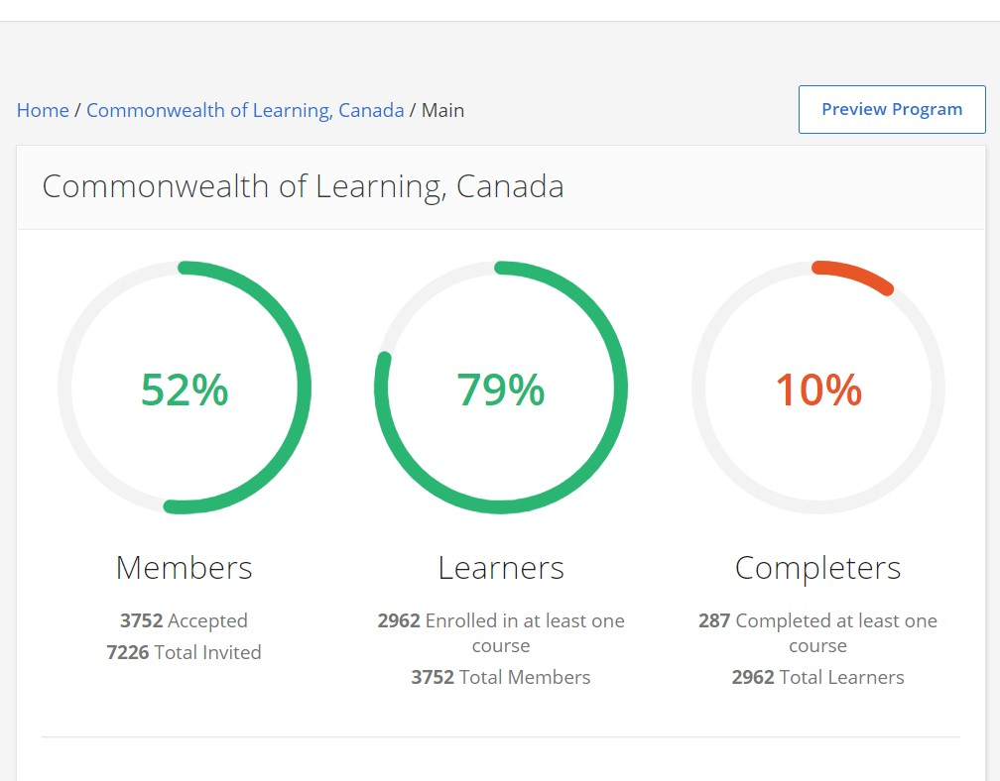 Home / Commonwealth of Learning, Canada / Main
Preview Program
Commonwealth of Learning, Canada
52%
79%
10%
Members
3752 Accepted
7226 Total Invited
Learners
2962 Enrolled in at least one
course
3752 Total Members
Completers
287 Completed at least one
course
2962 Total Learners